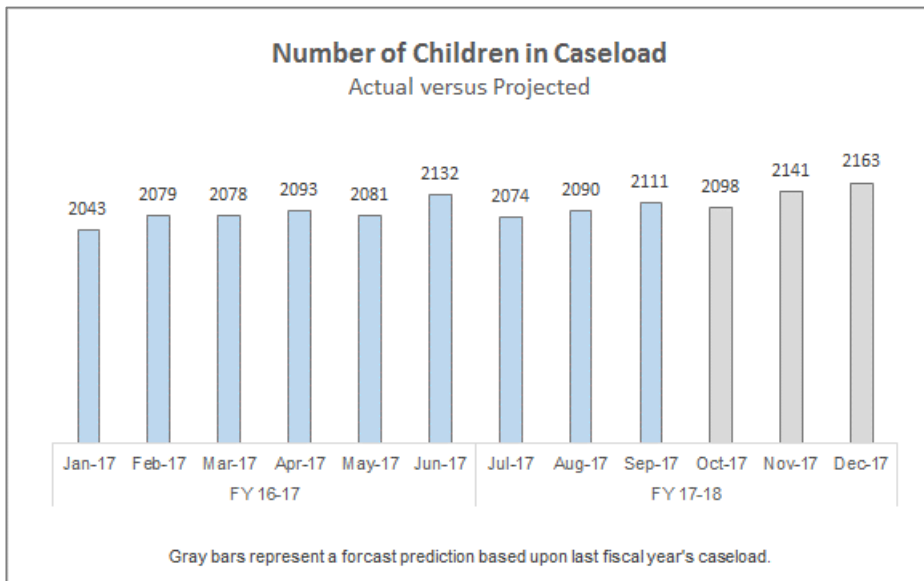 Number of Children in Caseload
Actual versus Projected
2043 2079 2078 2093 2081 2132 2074 2090 2111 2098 2141 2163
Jan-17 Feb-17 Mar-17 Apr-17 May-17 Jun-17 Jul-17 Aug-17 Sep-17 Oct-17 Nov-17 Dec-17
FY 16-17 FY 17-18
Gray bars represent a forcast prediction based upon last fiscal year's caseload.